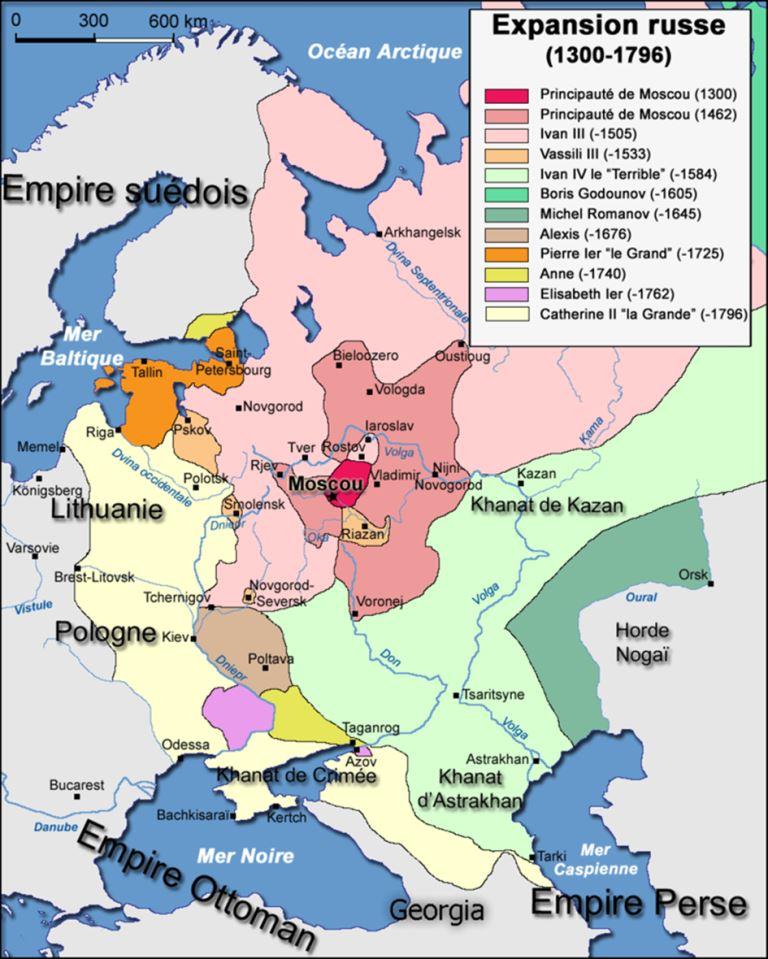 0 300 600 km
Océan Arctique
Expansion russe
(1300-1796)
Principauté de Moscou (1300)
Principauté de Moscou (1462)
Ivan III (-1505)
Vassili III (-1533)
Ivan IV le "Terrible" (-1584)
Boris Godounov (-1605)
Michel Romanov (-1645)
Alexis (-1676)
Pierre Ier "le Grand" (-1725)
Anne (-1740)
Elisabeth Ier (-1762)
Catherine II "la Grande" (-1796)
Empire suédois
Arkhangelsk
Dvina Septentrionale
Mer
Baltique
Saint-
Petersbourg
Tallin
Bieloozero
Oustioug
Vologda
Novgorod
Riga
Pskov
Iaroslav
Tver
Rostov
Volga
Kama
Memel
Dvina occidentale
Rjev
Moscou
Vladimir
Nijni-
Novogorod
Kazan
Königsberg
Polotsk
Lithuanie
Smolensk
Dniepr
Khanat de Kazan
Oka
Riazan
Varsovie
Brest-Litovsk
Orsk
Vistule
Tchernigov
Novgorod-
Seversk
Voronej
Volga
Oural
Pologne
Kiev
Horde
Nogaï
Poltava
Dniepr
Don
Tsaritsyne
Volga
Odessa
Taganrog
Azov
Astrakhan
Khanat de Crimée
Khanat
d'Astrakhan
Bucarest
Bachkisaraï
Kertch
Danube
Mer Noire
Tarki
Mer
Caspienne
Empire Ottoman
Georgia
Empire Perse